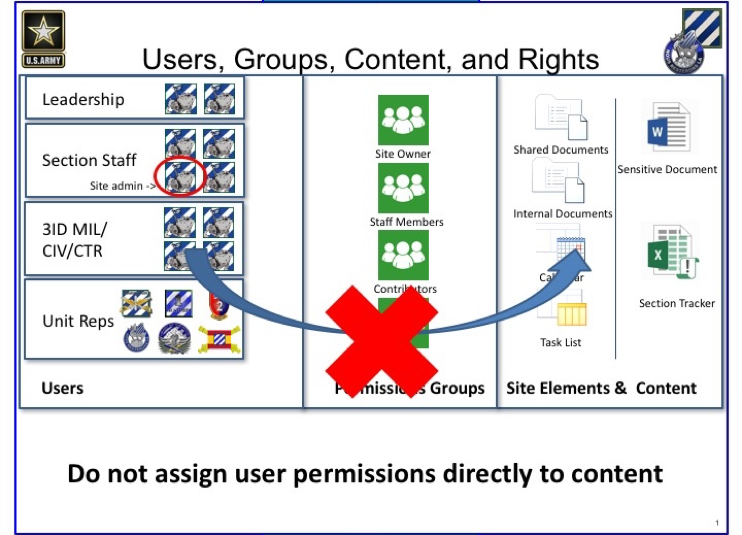 U.S.ARMY
Users, Groups, Content, and Rights
Leadership
Section Staff
Site admin ->
3ID MIL/
CIV/CTR
Unit Reps
2
Users
Site Owner
Staff Members
Contributors
Groups
Shared Documents
Internal Documents
Task List
W
Sensitive Document
X
Section Tracker
Site Elements & Content
Do not assign user permissions directly to content
1